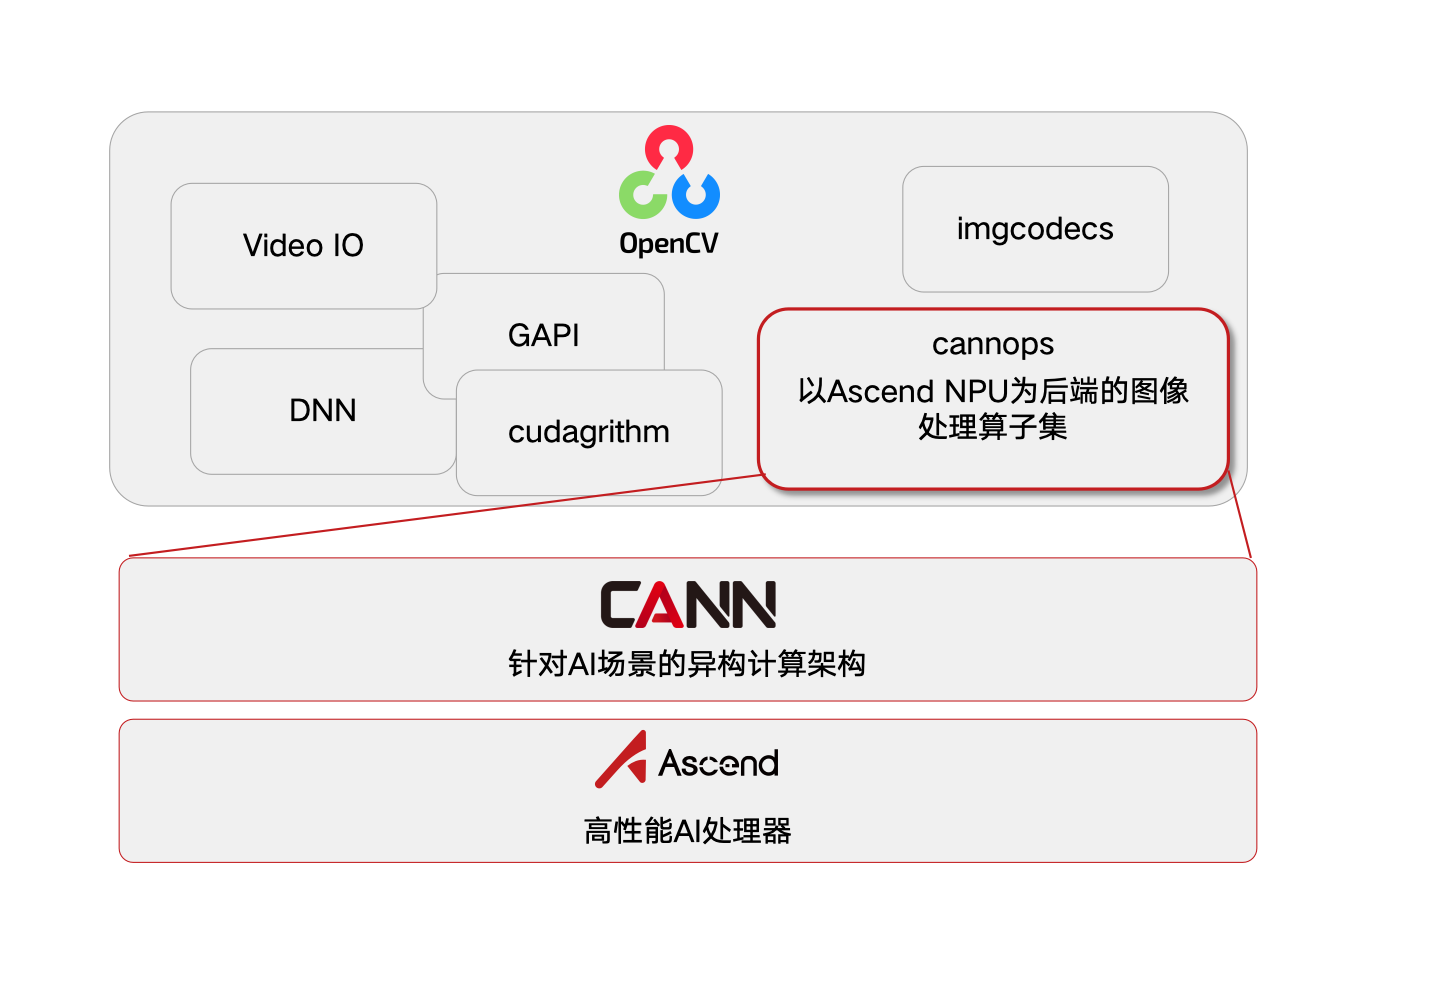 OpenCV
Video IO
imgcodecs
GAPI
DNN
cudagrithm
cannops
以Ascend NPU为后端的图像
处理算子集
CANN
针对AI场景的异构计算架构
Ascend
高性能AI处理器